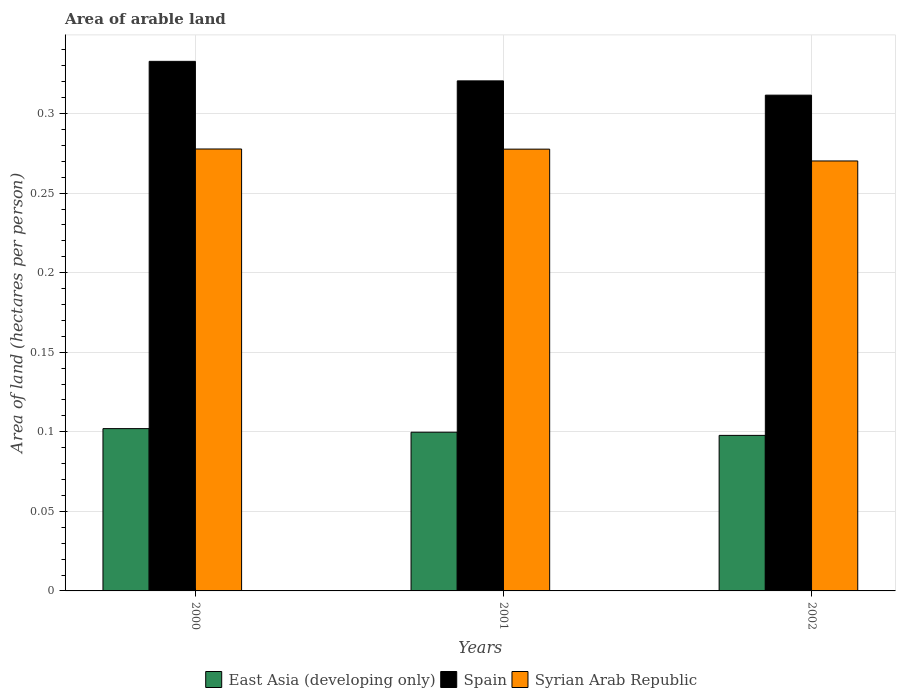 Area of arable land
Area of land (hectares per person)
0.3
0.25
0.2
0.15
0.1
0.05
0
2000
2001
2002
Years
East Asia (developing only)
Spain
Syrian Arab Republic